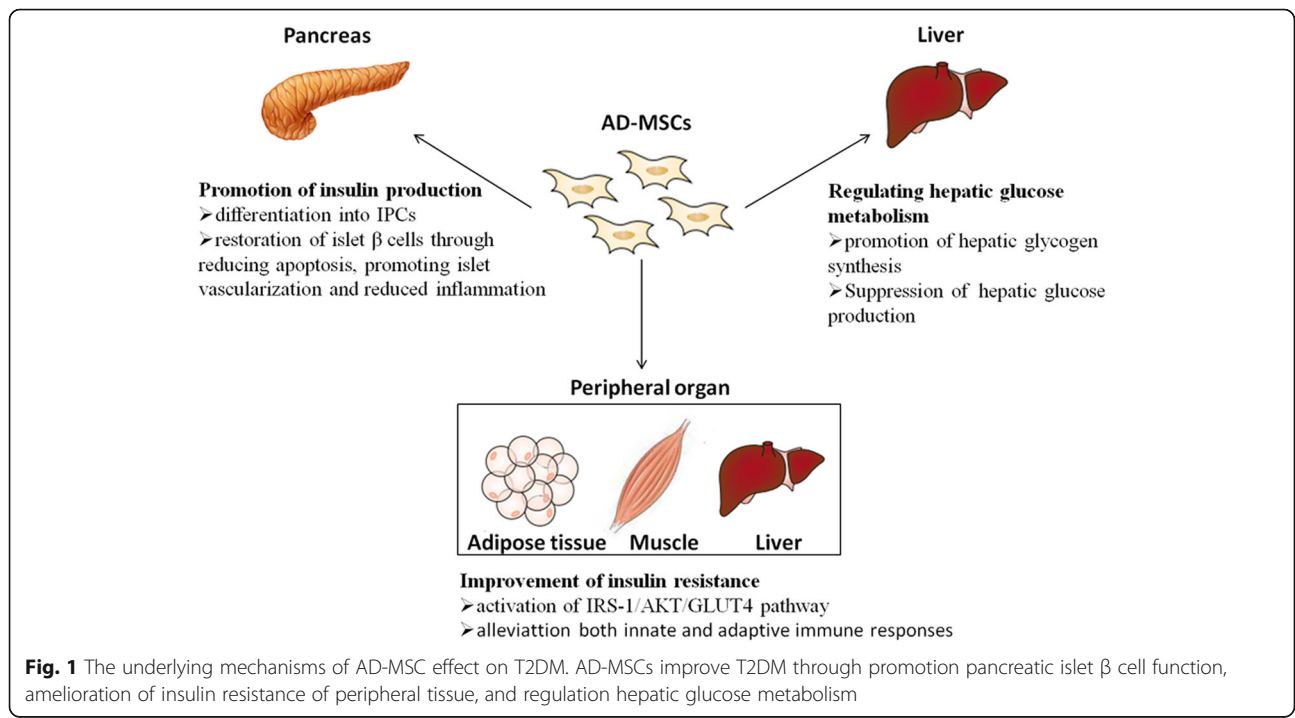 Pancreas
Liver
AD-MSCs
Promotion of insulin production
➢differentiation into IPCs
➢restoration of islet β cells through
reducing apoptosis, promoting islet
vascularization and reduced inflammation
Regulating hepatic glucose
metabolism
➢promotion of hepatic glycogen
synthesis
➢Suppression of hepatic glucose
production
Peripheral organ
Adipose tissue Muscle Liver
Improvement of insulin resistance
➢activation of IRS-1/AKT/GLUT4 pathway
➢alleviattion both innate and adaptive immune responses
Fig. 1 The underlying mechanisms of AD-MSC effect on T2DM. AD-MSCs improve T2DM through promotion pancreatic islet β cell function,
amelioration of insulin resistance of peripheral tissue, and regulation hepatic glucose metabolism